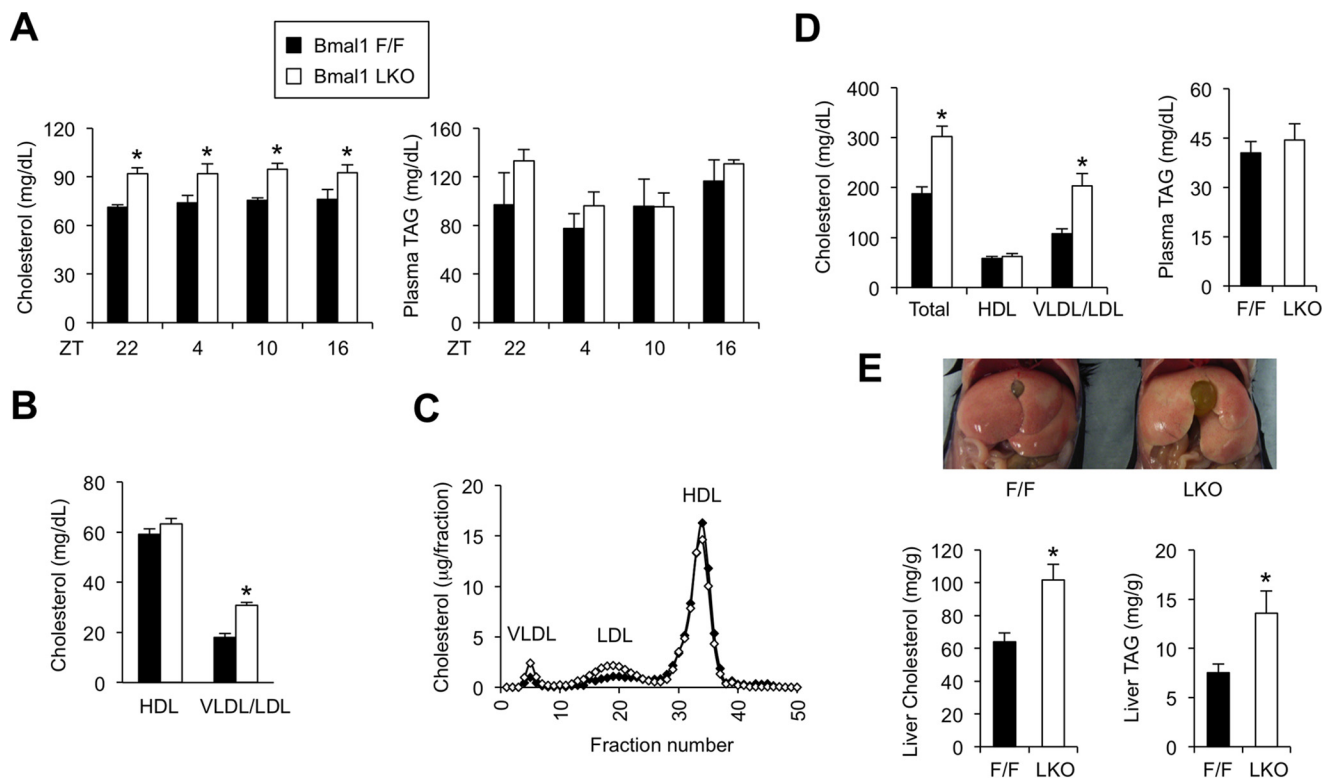 A
Bmal1 F/F
Bmal1 LKO
Cholesterol (mg/dL)
120
90
60
30
0
* * * *
ZT 22 4 10 16
Plasma TAG (mg/dL)
160
120
80
40
0
22 4 10 16
B
Cholesterol (mg/dL)
80
60
40
20
0
*
HDL VLDL/LDL
C
Cholesterol (µg/fraction)
20
15
10
5
0
VLDL
LDL
HDL
0 10 20 30 40 50
Fraction number
D
Cholesterol (mg/dL)
400
300
200
100
0
* *
Total HDL VLDL/LDL
Plasma TAG (mg/dL)
60
45
30
15
0
F/F LKO
E
F/F LKO
Liver Cholesterol (mg/g)
120
100
80
60
40
20
0
*
F/F LKO
Liver TAG (mg/g)
20
15
10
5
0
*
F/F LKO